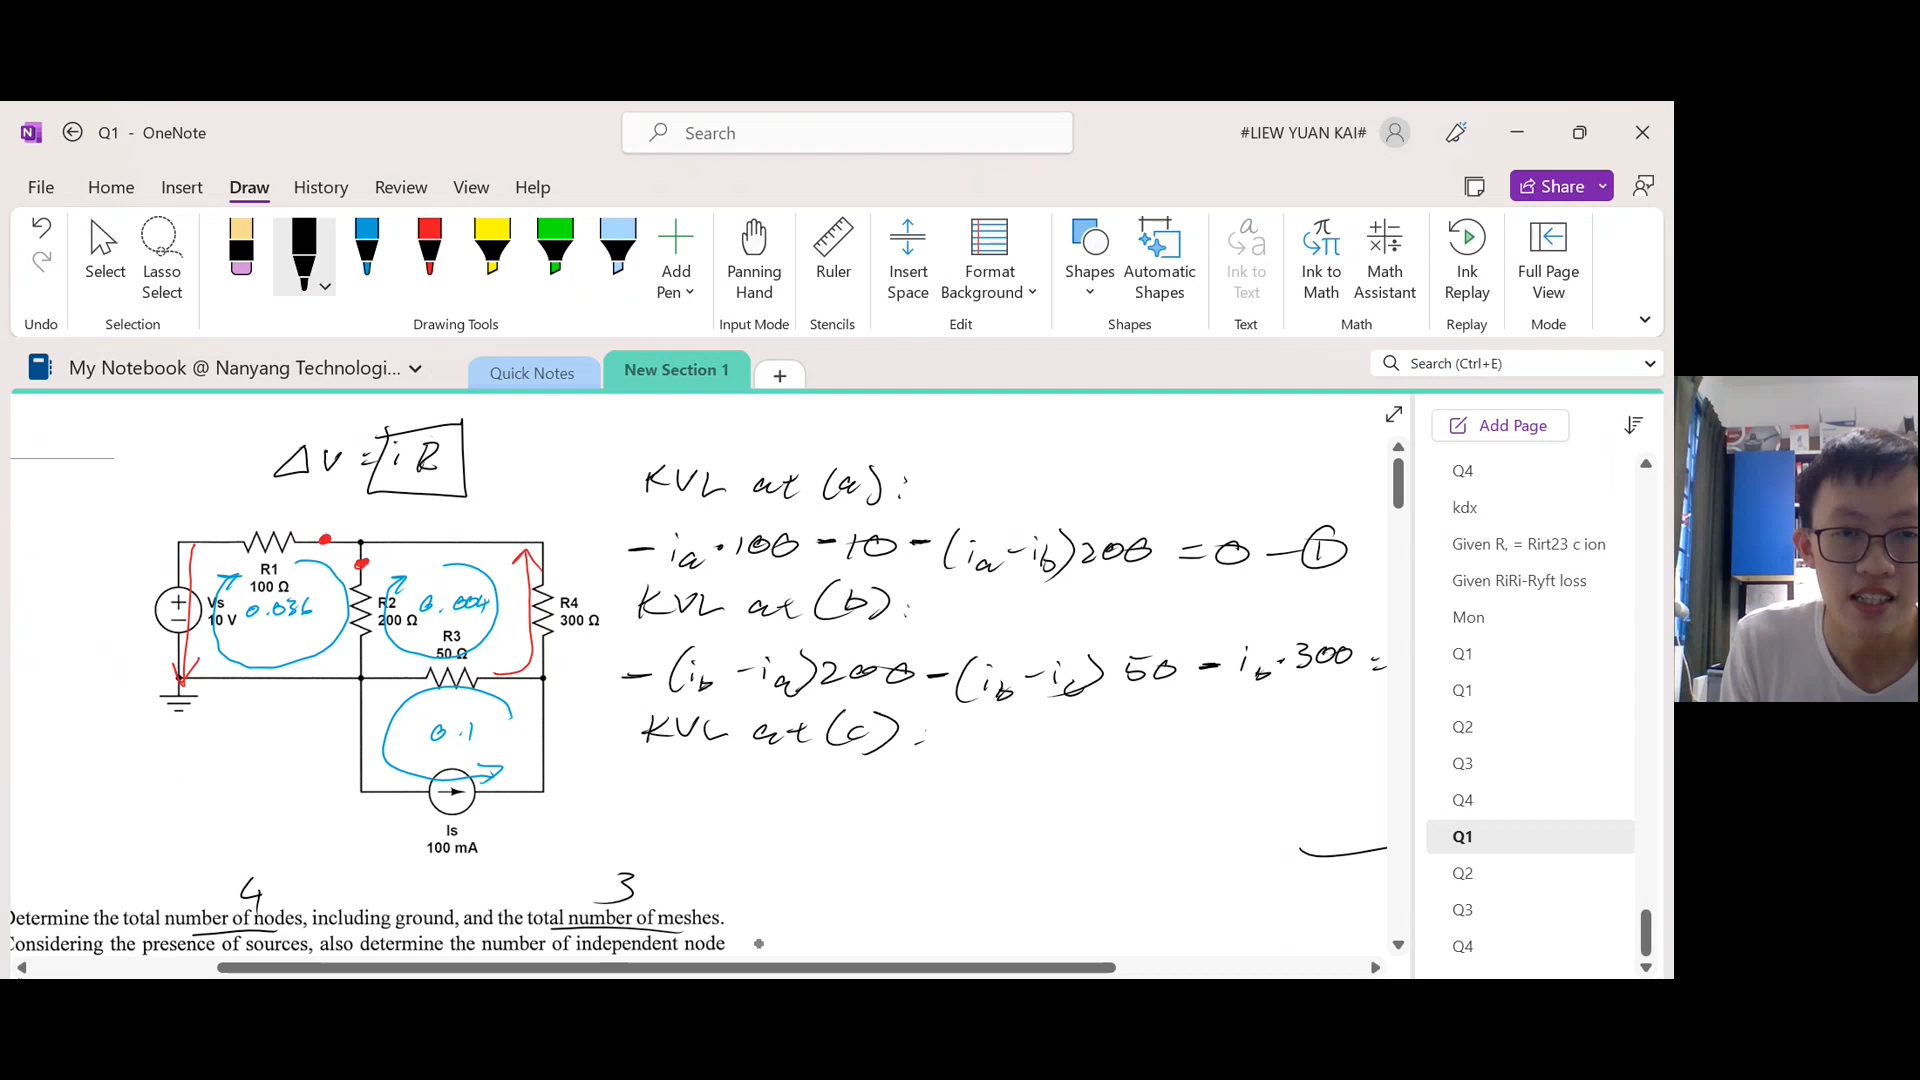 Q1 - OneNote
Search
#LIEW YUAN KAI#
File Home Insert Draw History Review View Help
Share
Undo
Select
Lasso Select
Selection
Drawing Tools
Add Pen
Panning Hand
Input Mode
Ruler
Stencils
Insert Space
Format Background
Edit
Shapes
Automatic Shapes
Shapes
Ink to Text
Text
Ink to Math
Math Assistant
Math
Ink Replay
Replay
Full Page View
Mode
My Notebook @ Nanyang Technologi...
Quick Notes
New Section 1
Search (Ctrl+E)
Δv = iR
R1
100 Ω
Vs
10 V
0.036
R2
200 Ω
0.004
R3
50 Ω
R4
300 Ω
0.1
Is
100 mA
KVL at (a):
- ia·100 - 10 - (ia - ib)200 = 0 - ①
KVL at (b):
- (ib - ia)200 - (ib - ic) 50 - ib·300 =
KVL at (c):
4
3
Determine the total number of nodes, including ground, and the total number of meshes.
Considering the presence of sources, also determine the number of independent node
Add Page
Q4
kdx
Given R, = Rirt23 c ion
Given RiRi-Ryft loss
Mon
Q1
Q1
Q2
Q3
Q4
Q1
Q2
Q3
Q4